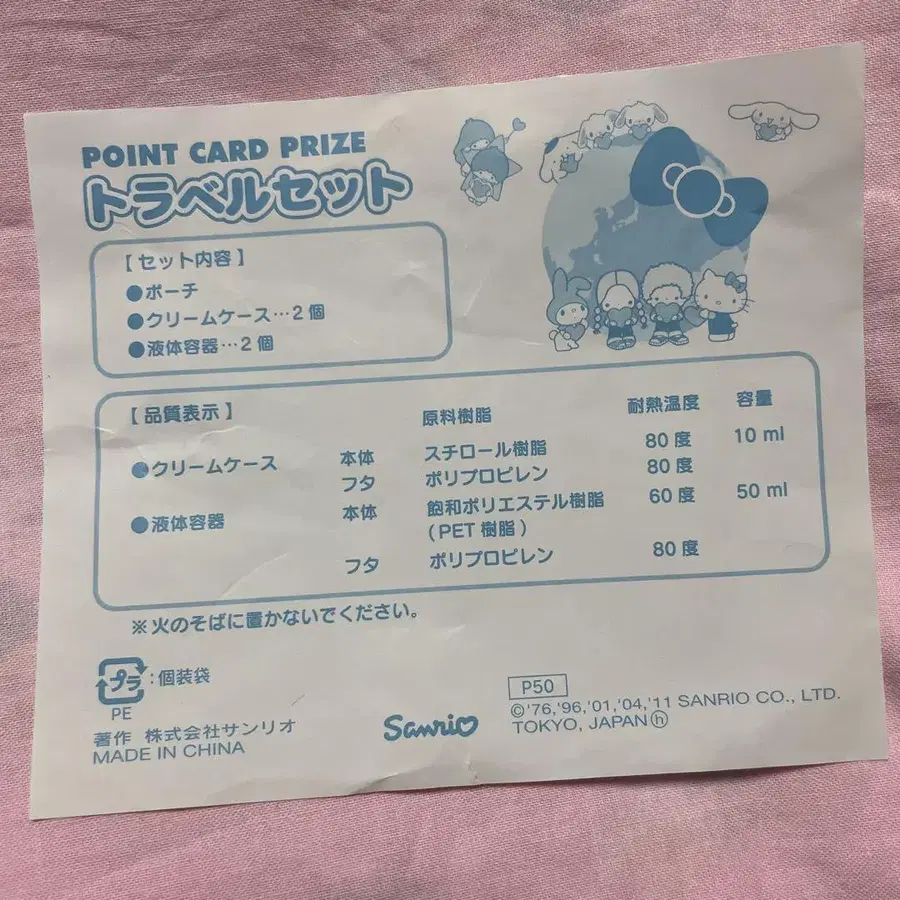 POINT CARD PRIZE
トラベルセット
【セット内容】
●ポーチ
●クリームケース…2個
●液体容器…2個
【品質表示】 原料樹脂 耐熱温度 容量
●クリームケース 本体 スチロール樹脂 80度 10 ml
フタ ポリプロピレン 80度
●液体容器 本体 飽和ポリエステル樹脂 60度 50 ml
(PET樹脂)
フタ ポリプロピレン 80度
※火のそばに置かないでください。
プラ:個装袋
PE
著作 株式会社サンリオ
MADE IN CHINA
Sanrio
P50
©'76,'96,'01,'04,'11 SANRIO CO., LTD.
TOKYO, JAPAN ⓗ